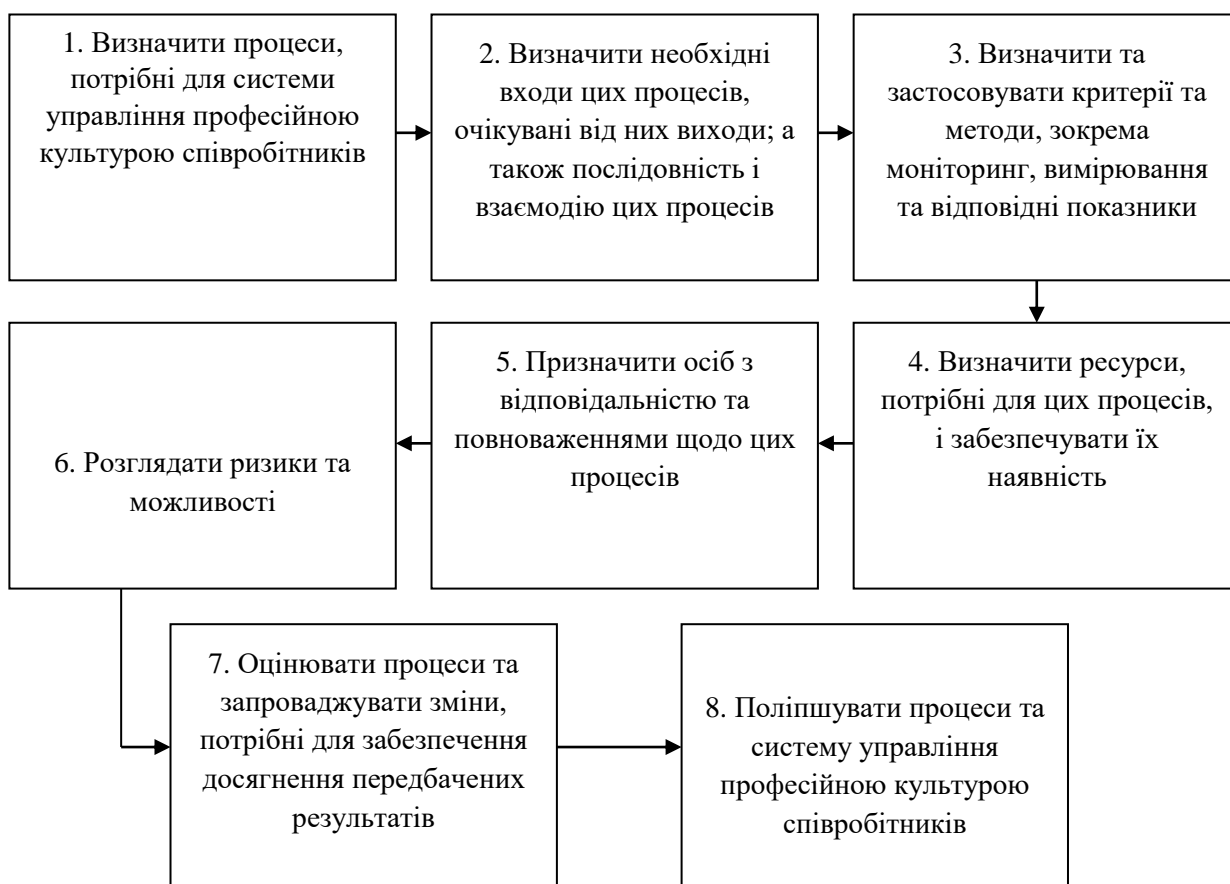 1. Визначити процеси,
потрібні для системи
управління професійною
культурою співробітників
2. Визначити необхідні
входи цих процесів,
очікувані від них виходи; а
також послідовність і
взаємодію цих процесів
3. Визначити та
застосовувати критерії та
методи, зокрема
моніторинг, вимірювання
та відповідні показники
4. Визначити ресурси,
потрібні для цих процесів,
і забезпечувати їх
наявність
5. Призначити осіб з
відповідальністю та
повноваженнями щодо цих
процесів
6. Розглядати ризики та
можливості
7. Оцінювати процеси та
запроваджувати зміни,
потрібні для забезпечення
досягнення передбачених
результатів
8. Поліпшувати процеси та
систему управління
професійною культурою
співробітників